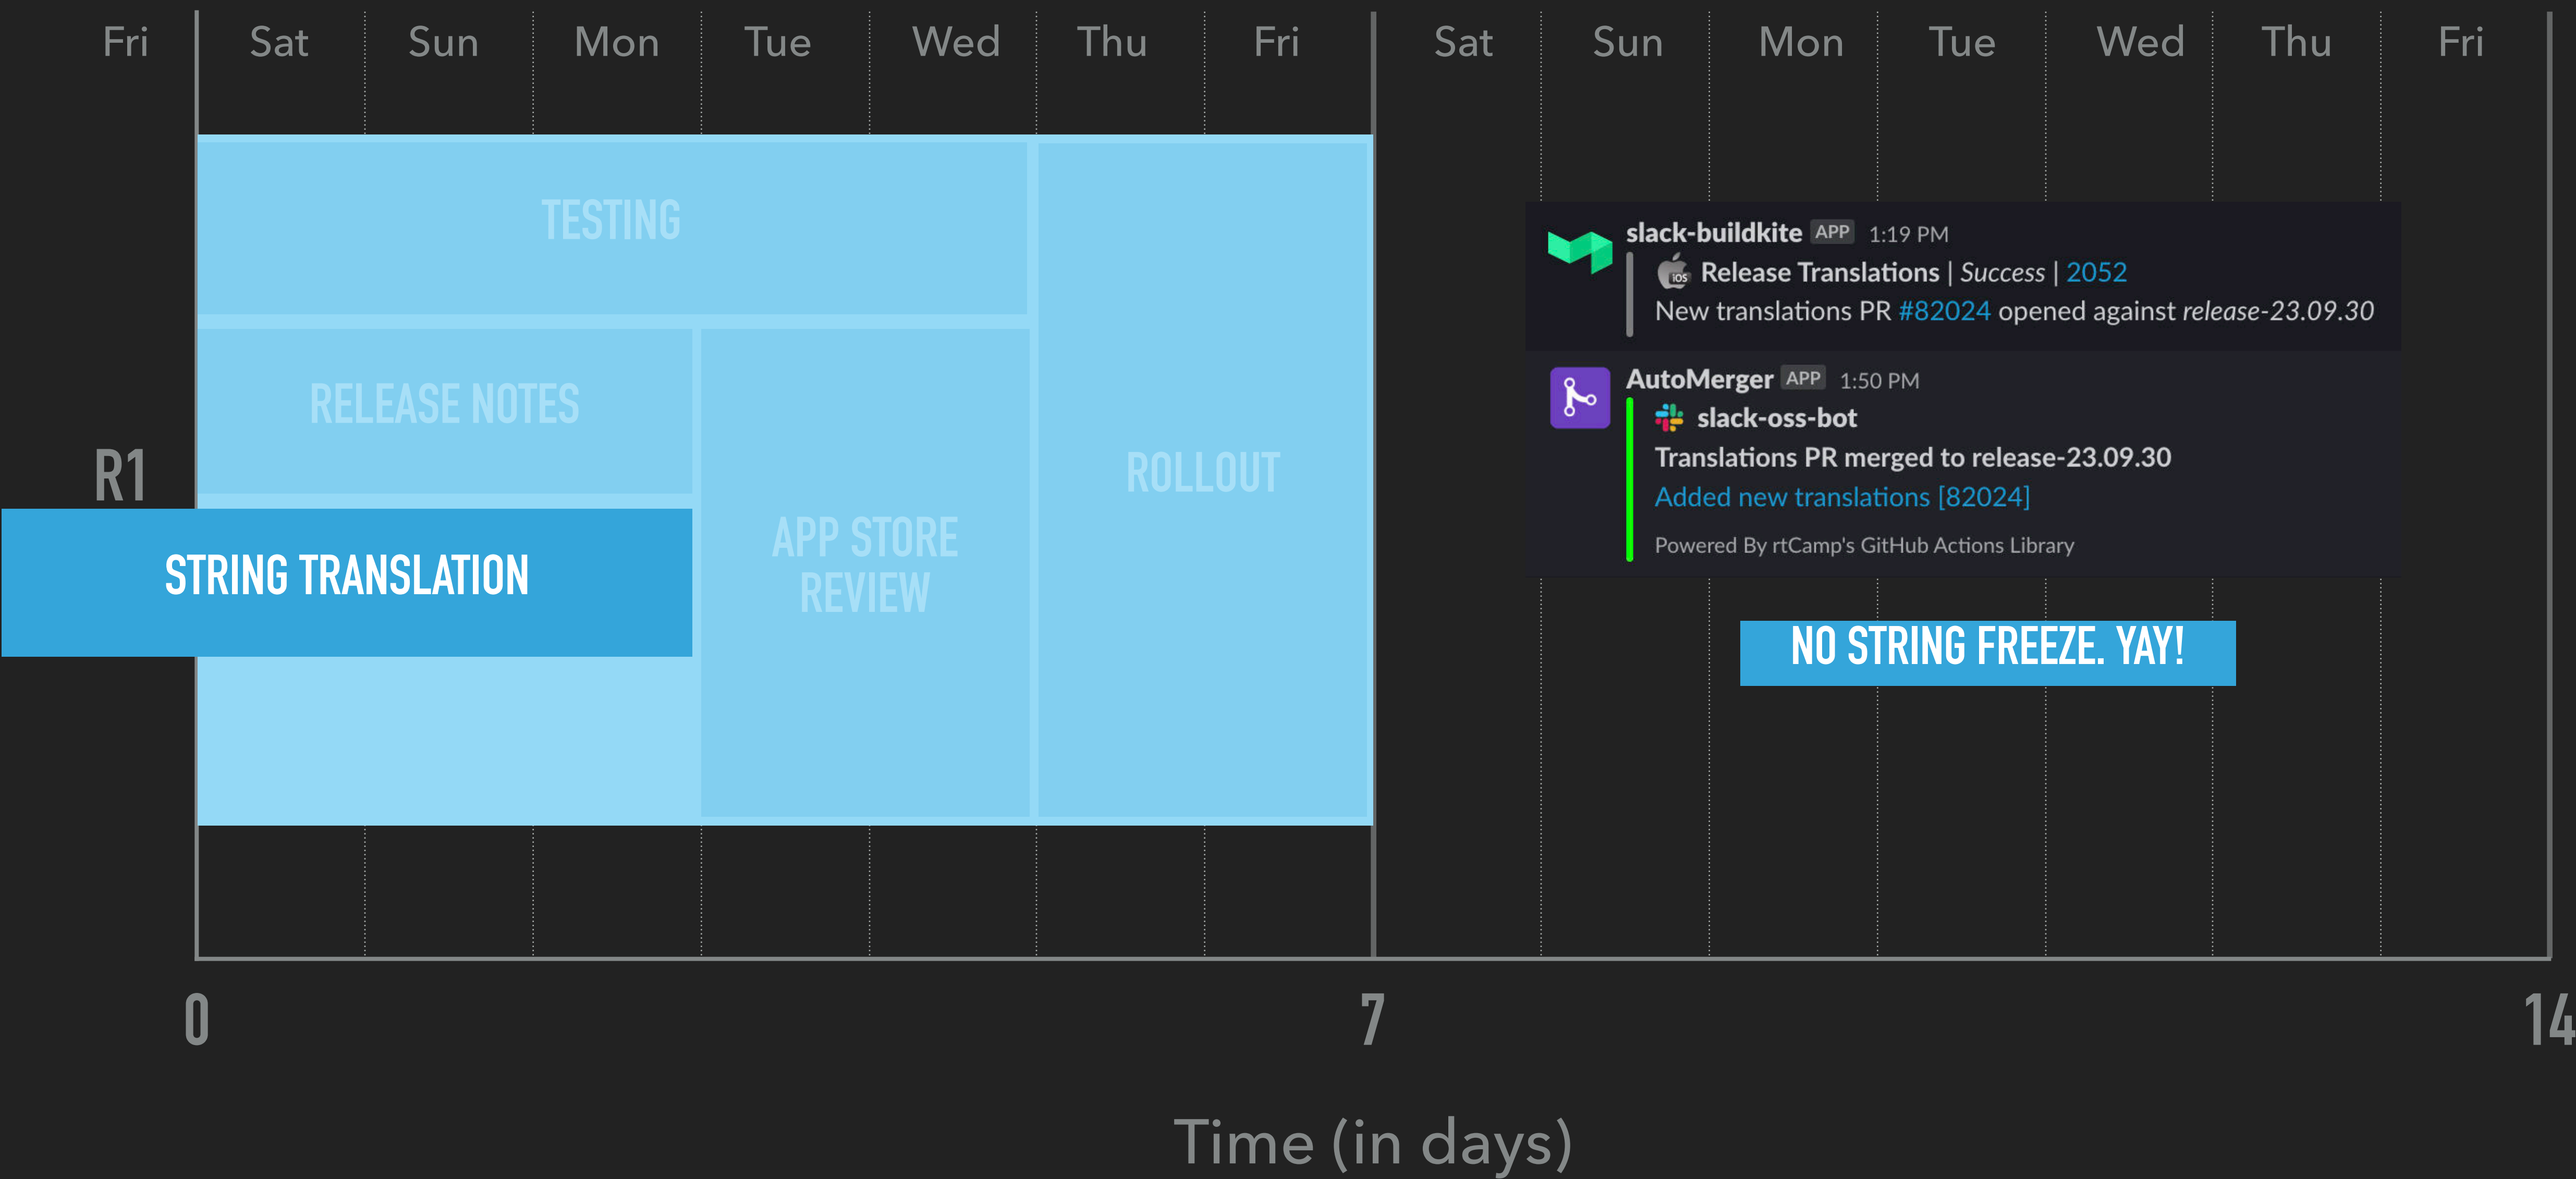 Fri Sat Sun Mon Tue Wed Thu Fri Sat Sun Mon Tue Wed Thu Fri
TESTING
RELEASE NOTES
R1
STRING TRANSLATION
APP STORE
REVIEW
ROLLOUT
slack-buildkite APP 1:19 PM
iOS Release Translations | Success | 2052
New translations PR #82024 opened against release-23.09.30
AutoMerger APP 1:50 PM
slack-oss-bot
Translations PR merged to release-23.09.30
Added new translations [82024]
Powered By rtCamp's GitHub Actions Library
NO STRING FREEZE. YAY!
0 7 14
Time (in days)